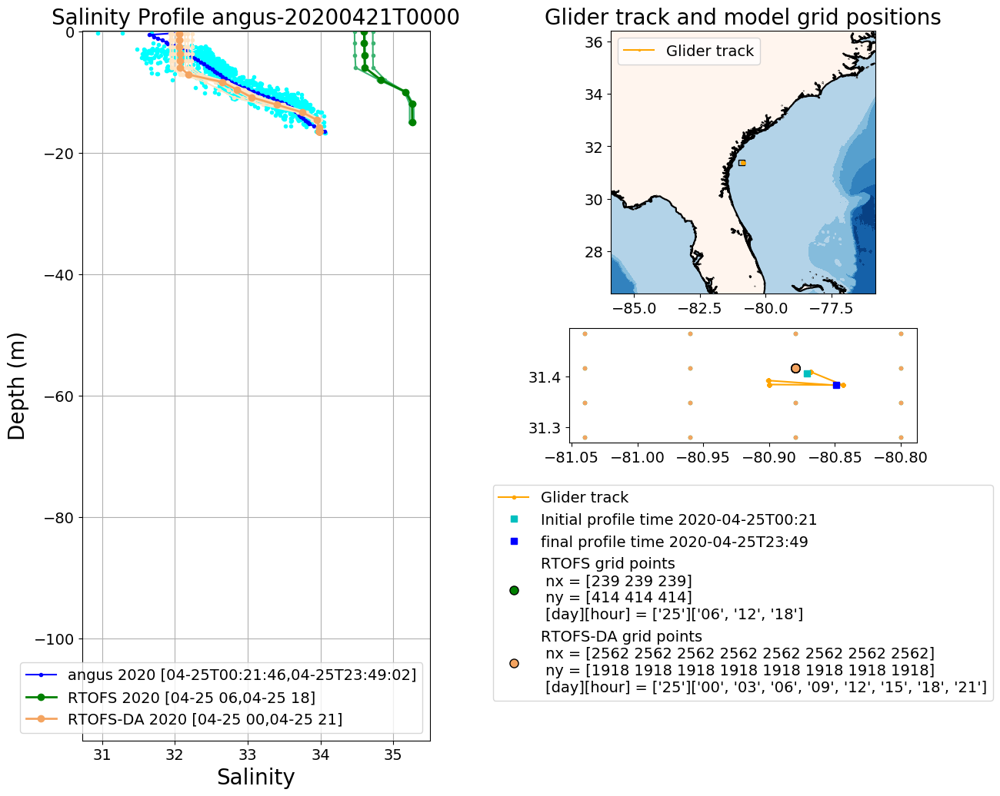 Salinity Profile angus-20200421T0000
0
−20
−40
−60
−80
−100
Depth (m)
angus 2020 [04-25T00:21:46,04-25T23:49:02]
RTOFS 2020 [04-25 06,04-25 18]
RTOFS-DA 2020 [04-25 00,04-25 21]
31 32 33 34 35
Salinity
Glider track and model grid positions
Glider track
36
34
32
30
28
−85.0 −82.5 −80.0 −77.5
31.4
31.3
−81.05 −81.00 −80.95 −80.90 −80.85 −80.80
Glider track
Initial profile time 2020-04-25T00:21
final profile time 2020-04-25T23:49
RTOFS grid points
nx = [239 239 239]
ny = [414 414 414]
[day][hour] = ['25']['06', '12', '18']
RTOFS-DA grid points
nx = [2562 2562 2562 2562 2562 2562 2562 2562]
ny = [1918 1918 1918 1918 1918 1918 1918 1918]
[day][hour] = ['25']['00', '03', '06', '09', '12', '15', '18', '21']